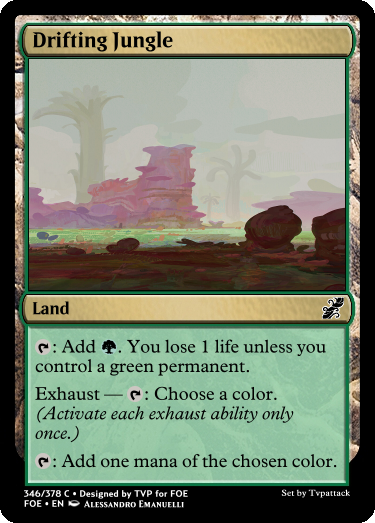 Drifting Jungle
Land
: Add . You lose 1 life unless you
control a green permanent.
Exhaust — : Choose a color.
(Activate each exhaust ability only
once.)
: Add one mana of the chosen color.
346/378 C • Designed by TVP for FOE
Set by Tvpattack
FOE • EN Alessandro Emanuelli